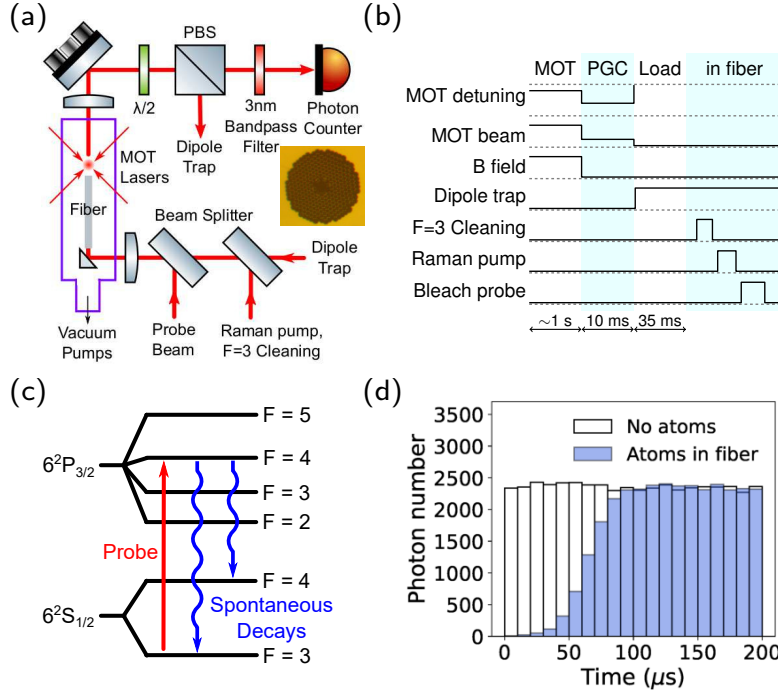 (a)
PBS
λ/2
3nm
Bandpass
Filter
Photon
Counter
Dipole
Trap
MOT
Lasers
Fiber
Beam Splitter
Dipole
Trap
Vacuum
Pumps
Probe
Beam
Raman pump,
F=3 Cleaning
(b)
MOT PGC Load in fiber
MOT detuning
MOT beam
B field
Dipole trap
F=3 Cleaning
Raman pump
Bleach probe
~1 s 10 ms 35 ms
(c)
F = 5
F = 4
6²P3/2
F = 3
F = 2
Probe
F = 4
6²S1/2
Spontaneous
Decays
F = 3
(d)
No atoms
Atoms in fiber
Photon number
3500
3000
2500
2000
1500
1000
500
0
0 50 100 150 200
Time (μs)